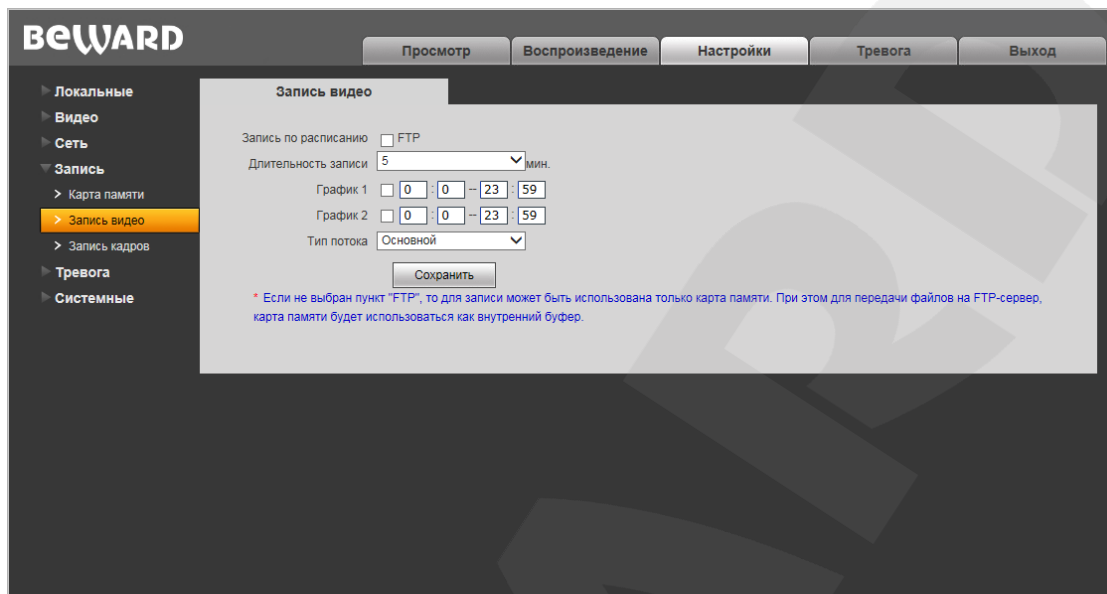 BEWARD
Просмотр
Воспроизведение
Настройки
Тревога
Выход
Локальные
Видео
Сеть
Запись
Карта памяти
Запись видео
Запись кадров
Тревога
Системные
Запись видео
Запись по расписанию FTP
Длительность записи 5 мин.
График 1 0 : 0 -- 23 : 59
График 2 0 : 0 -- 23 : 59
Тип потока Основной
Сохранить
* Если не выбран пункт "FTP", то для записи может быть использована только карта памяти. При этом для передачи файлов на FTP-сервер,
карта памяти будет использоваться как внутренний буфер.